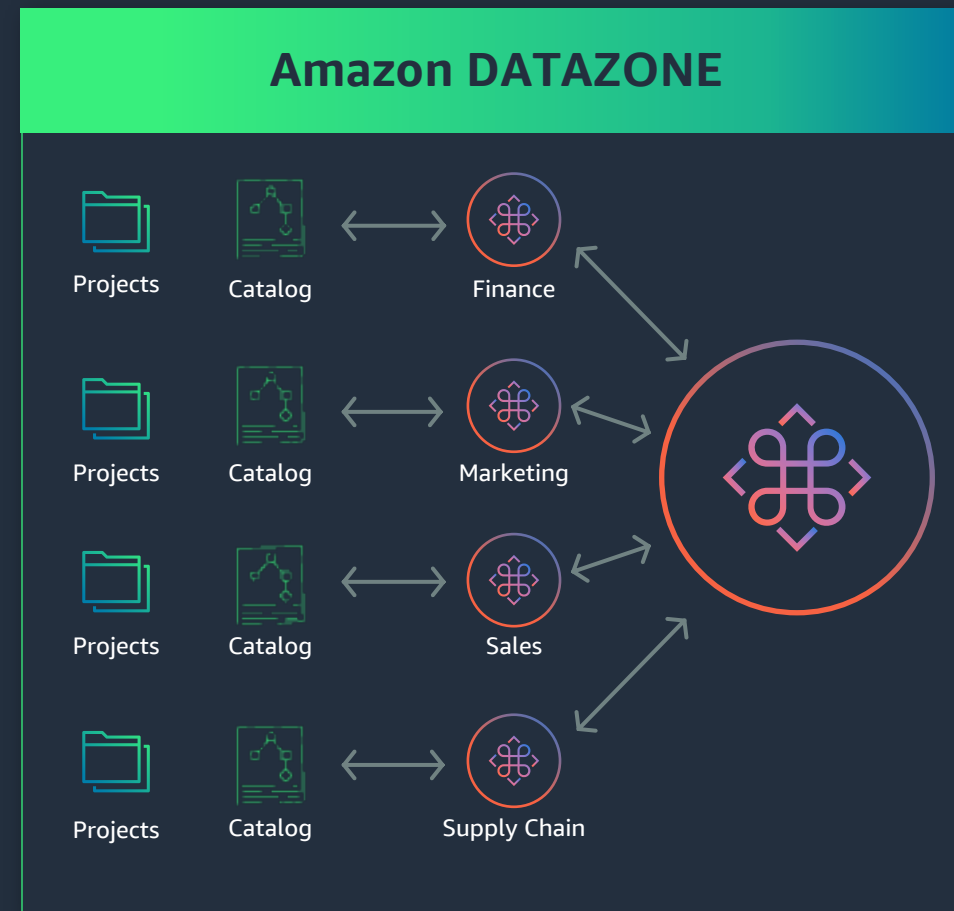 Amazon DATAZONE
Projects
Catalog
Finance
Projects
Catalog
Marketing
Projects
Catalog
Sales
Projects
Catalog
Supply Chain